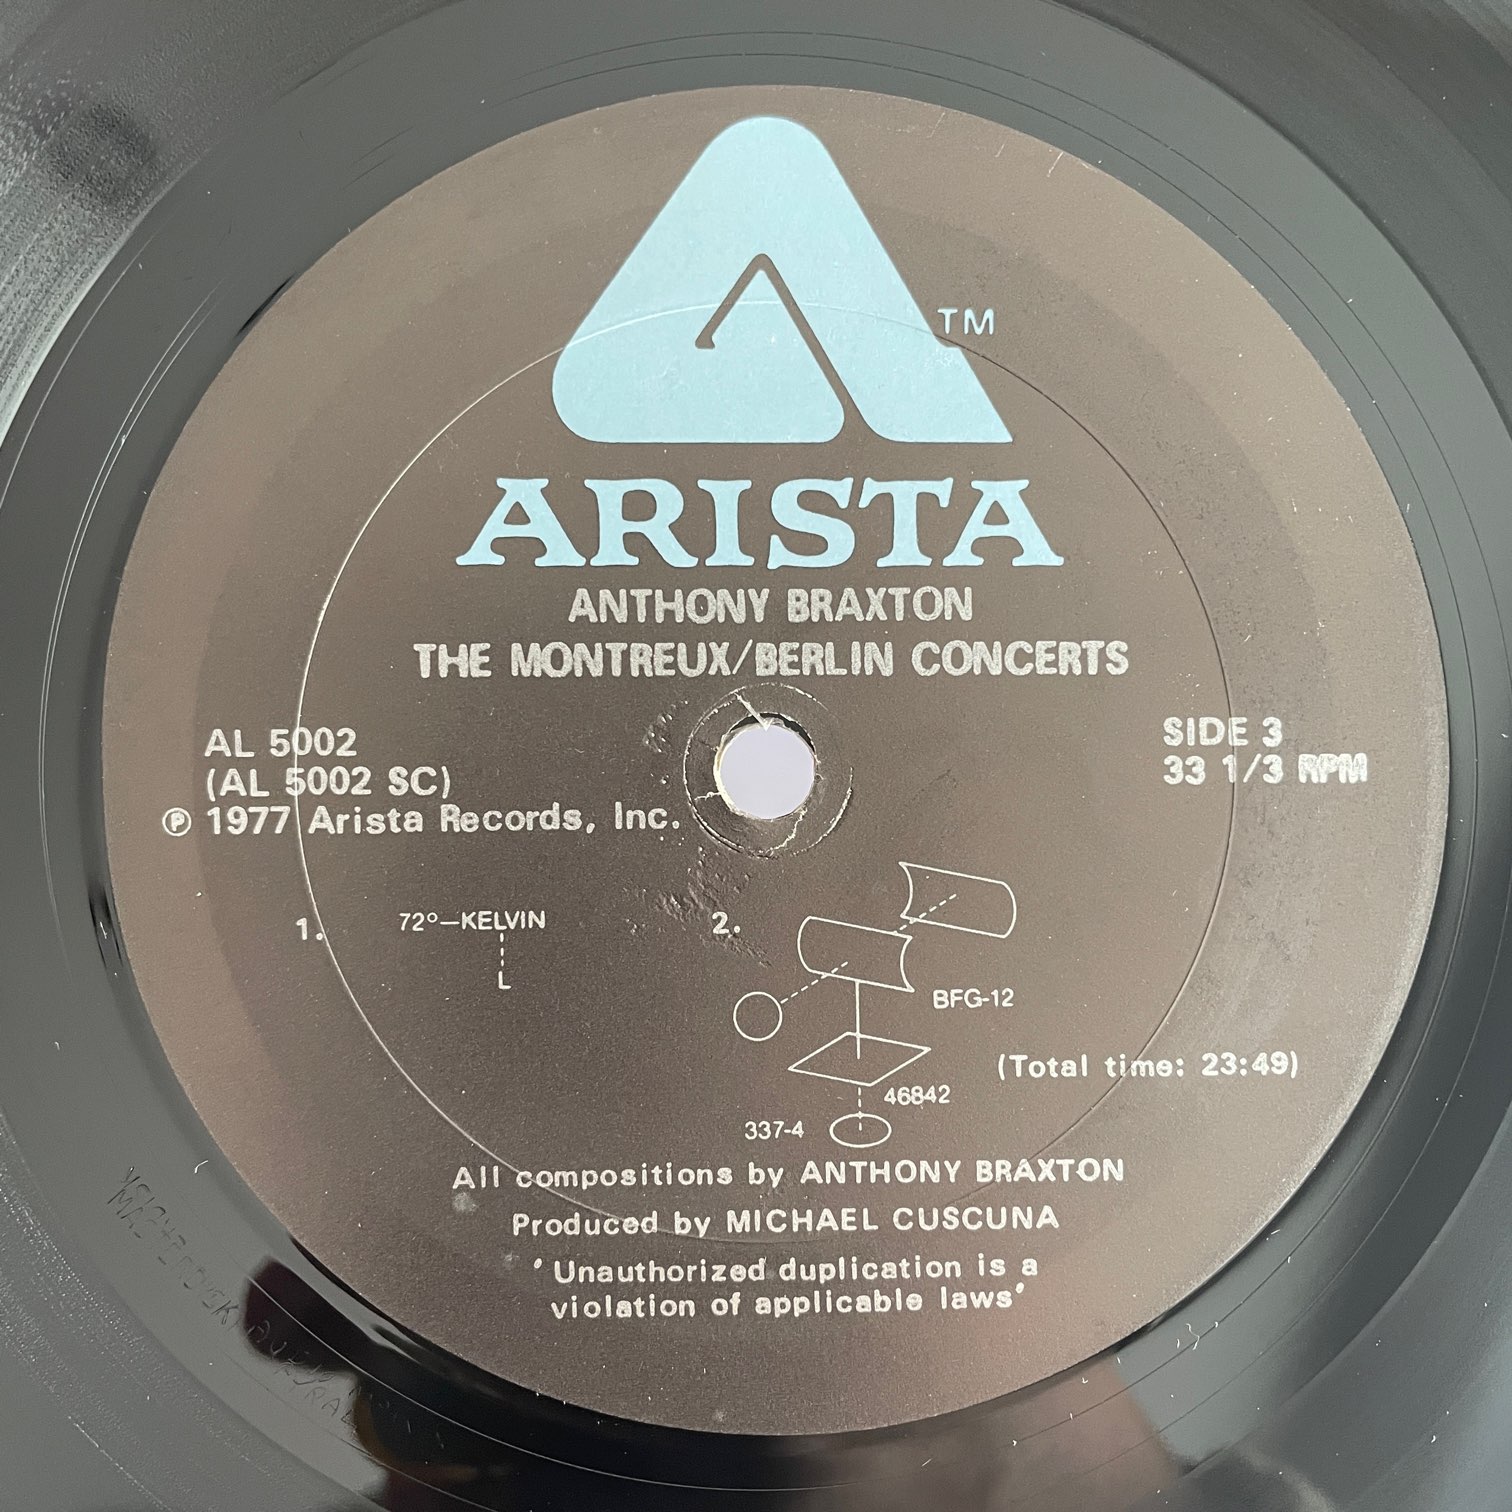 TM
ARISTA
ANTHONY BRAXTON
THE MONTREUX/BERLIN CONCERTS
AL 5002
(AL 5002 SC)
℗ 1977 Arista Records, Inc.
SIDE 3
33 1/3 RPM
1.
72°—KELVIN
L
2.
BFG-12
46842
337-4
(Total time: 23:49)
All compositions by ANTHONY BRAXTON
Produced by MICHAEL CUSCUNA
'Unauthorized duplication is a
violation of applicable laws'